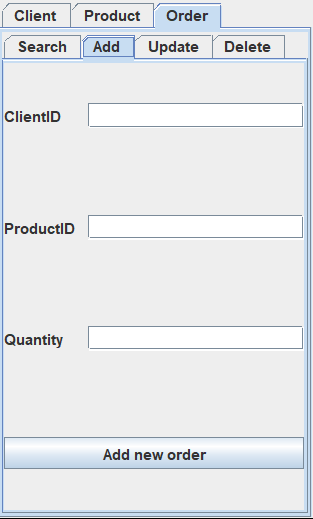 Client Product Order
Search Add Update Delete
ClientID
ProductID
Quantity
Add new order